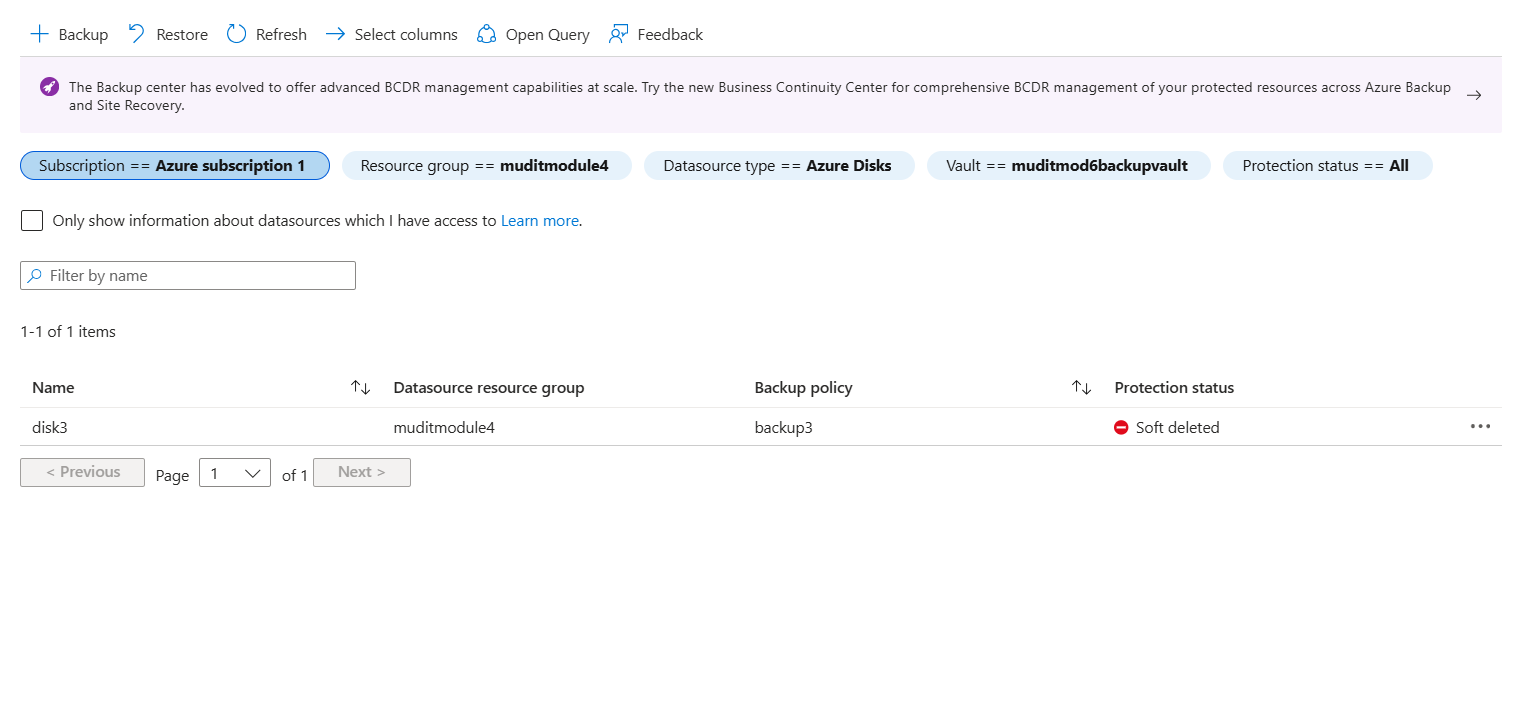 Backup Restore Refresh Select columns Open Query Feedback
The Backup center has evolved to offer advanced BCDR management capabilities at scale. Try the new Business Continuity Center for comprehensive BCDR management of your protected resources across Azure Backup
and Site Recovery.
Subscription == Azure subscription 1 Resource group == muditmodule4 Datasource type == Azure Disks Vault == muditmod6backupvault Protection status == All
Only show information about datasources which I have access to Learn more.
Filter by name
1-1 of 1 items
Name Datasource resource group Backup policy Protection status
disk3 muditmodule4 backup3 Soft deleted
< Previous Page 1 of 1 Next >